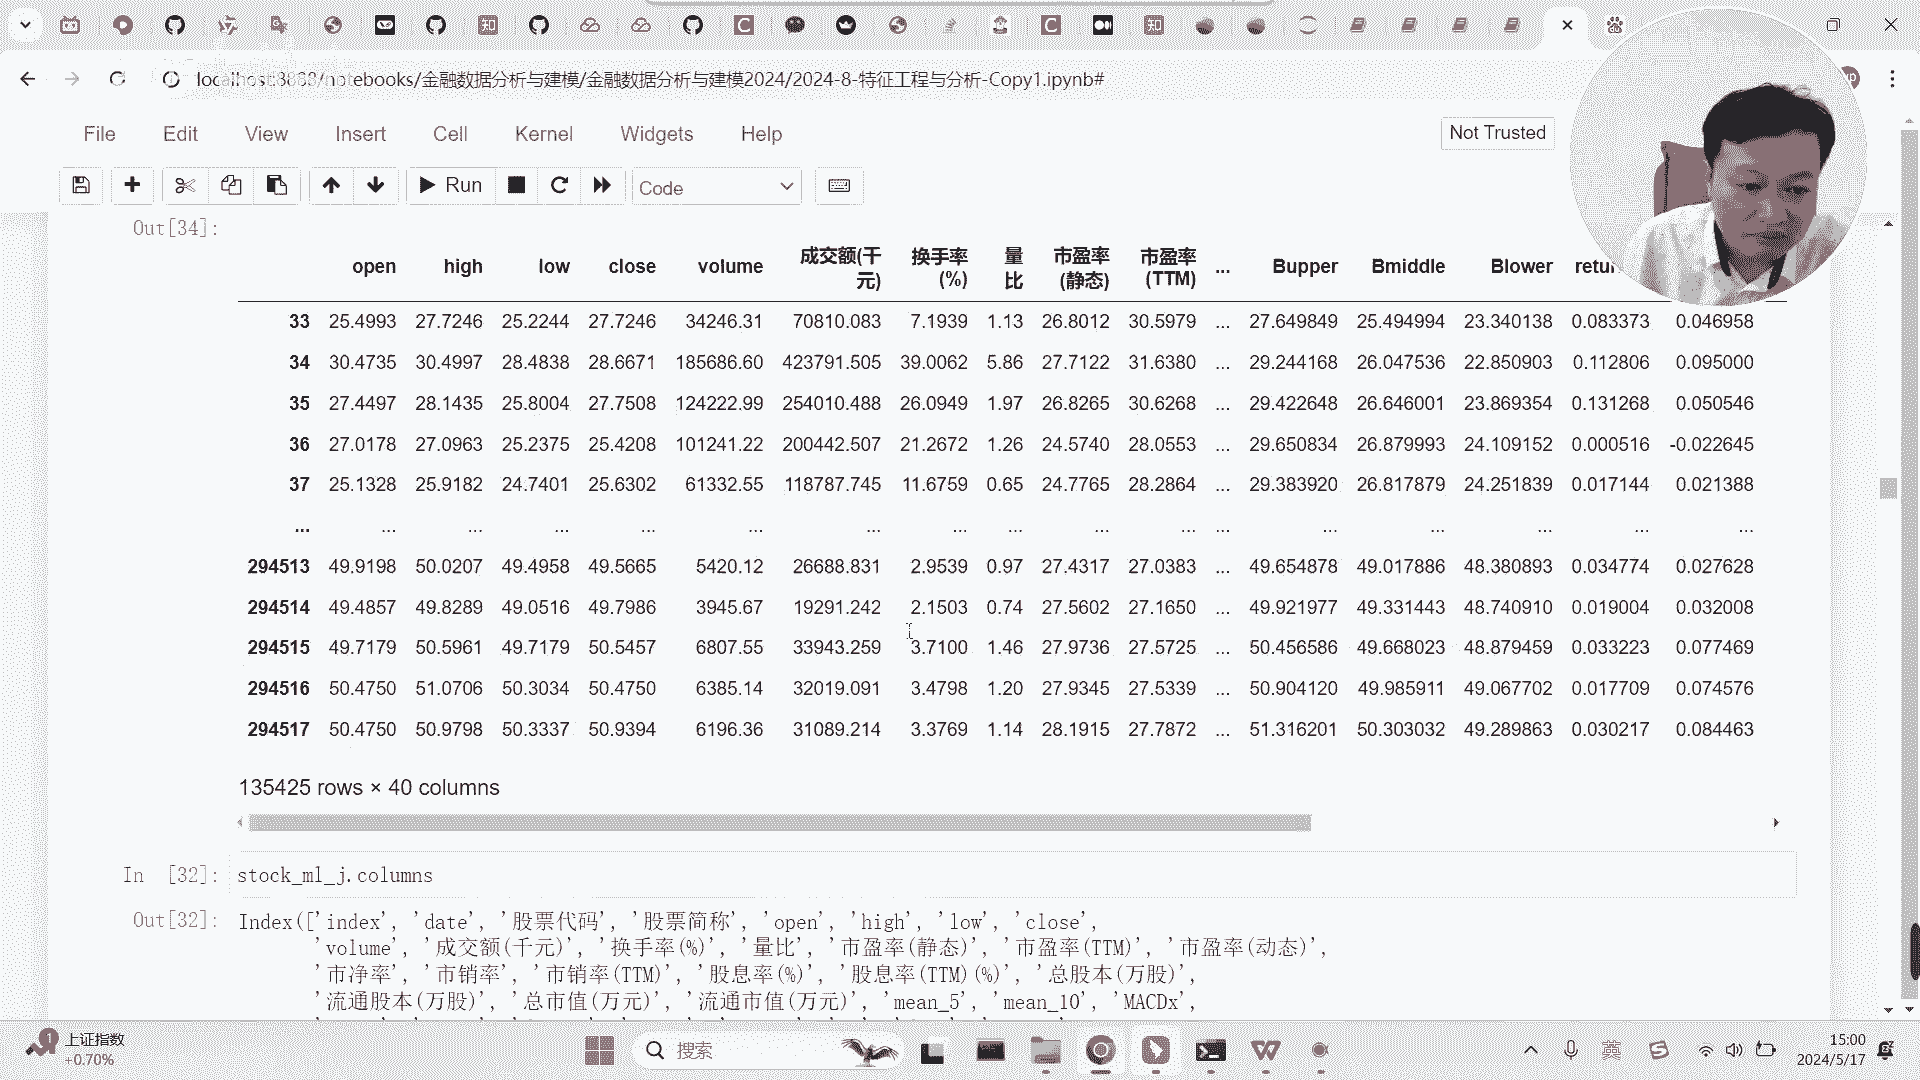 localhost:8888/notebooks/金融数据分析与建模/金融数据分析与建模2024/2024-8-特征工程与分析-Copy1.ipynb#
File Edit View Insert Cell Kernel Widgets Help
Not Trusted
Run Code
Out[34]:
open high low close volume 成交额(千元) 换手率(%) 量比 市盈率(静态) 市盈率(TTM) ... Bupper Bmiddle Blower
33 25.4993 27.7246 25.2244 27.7246 34246.31 70810.083 7.1939 1.13 26.8012 30.5979 ... 27.649849 25.494994 23.340138 0.083373 0.046958
34 30.4735 30.4997 28.4838 28.6671 185686.60 423791.505 39.0062 5.86 27.7122 31.6380 ... 29.244168 26.047536 22.850903 0.112806 0.095000
35 27.4497 28.1435 25.8004 27.7508 124222.99 254010.488 26.0949 1.97 26.8265 30.6268 ... 29.422648 26.646001 23.869354 0.131268 0.050546
36 27.0178 27.0963 25.2375 25.4208 101241.22 200442.507 21.2672 1.26 24.5740 28.0553 ... 29.650834 26.879993 24.109152 0.000516 -0.022645
37 25.1328 25.9182 24.7401 25.6302 61332.55 118787.745 11.6759 0.65 24.7765 28.2864 ... 29.383920 26.817879 24.251839 0.017144 0.021388
... ... ... ... ... ... ... ... ... ... ... ... ... ... ... ... ...
294513 49.9198 50.0207 49.4958 49.5665 5420.12 26688.831 2.9539 0.97 27.4317 27.0383 ... 49.654878 49.017886 48.380893 0.034774 0.027628
294514 49.4857 49.8289 49.0516 49.7986 3945.67 19291.242 2.1503 0.74 27.5602 27.1650 ... 49.921977 49.331443 48.740910 0.019004 0.032008
294515 49.7179 50.5961 49.7179 50.5457 6807.55 33943.259 3.7100 1.46 27.9736 27.5725 ... 50.456586 49.668023 48.879459 0.033223 0.077469
294516 50.4750 51.0706 50.3034 50.4750 6385.14 32019.091 3.4798 1.20 27.9345 27.5339 ... 50.904120 49.985911 49.067702 0.017709 0.074576
294517 50.4750 50.9798 50.3337 50.9394 6196.36 31089.214 3.3769 1.14 28.1915 27.7872 ... 51.316201 50.303032 49.289863 0.030217 0.084463
135425 rows × 40 columns
In [32]: stock_ml_j.columns
Out[32]: Index(['index', 'date', '股票代码', '股票简称', 'open', 'high', 'low', 'close',
'volume', '成交额(千元)', '换手率(%)', '量比', '市盈率(静态)', '市盈率(TTM)', '市盈率(动态)',
'市净率', '市销率', '市销率(TTM)', '股息率(%)', '股息率(TTM)(%)', '总股本(万股)',
'流通股本(万股)', '总市值(万元)', '流通市值(万元)', 'mean_5', 'mean_10', 'MACDx',
上证指数
+0.70%
搜索
英
15:00
2024/5/17